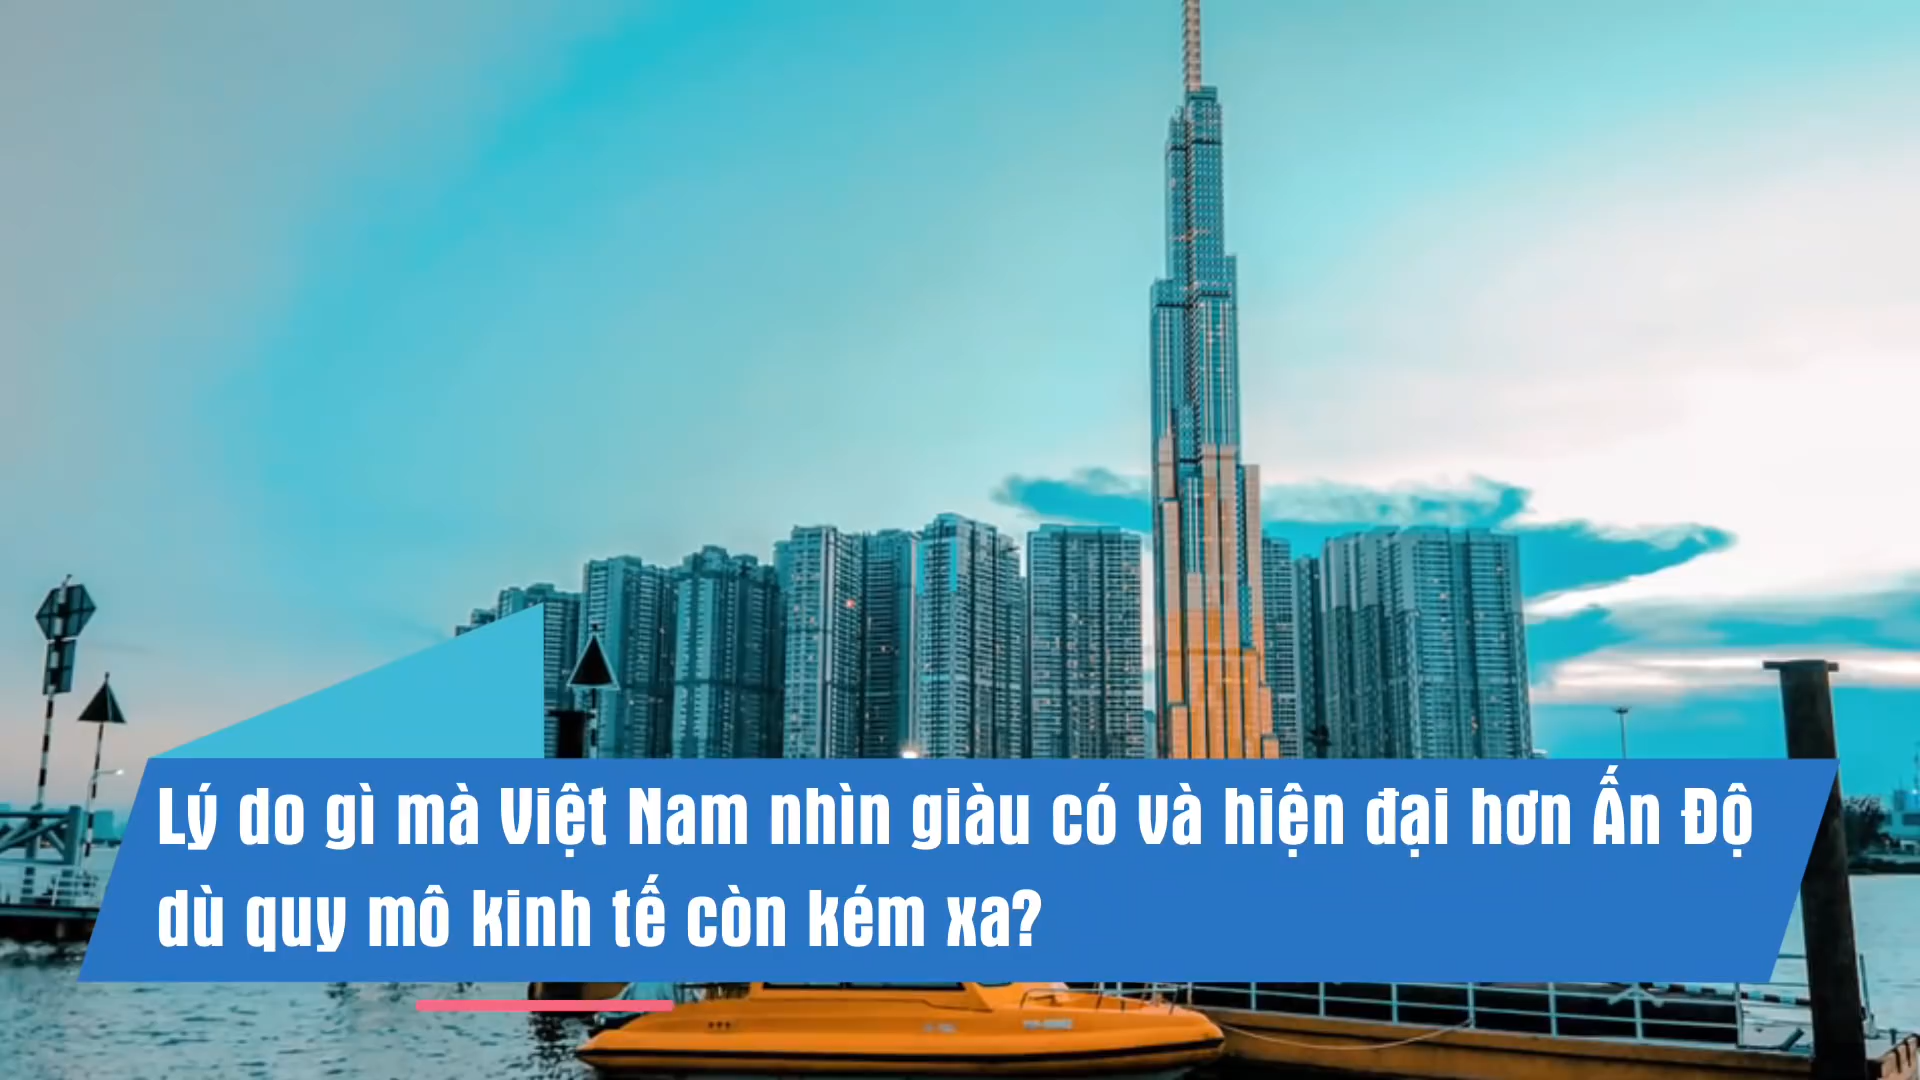 Lý do gì mà Việt Nam nhìn giàu có và hiện đại hơn Ấn Độ
dù quy mô kinh tế còn kém xa?